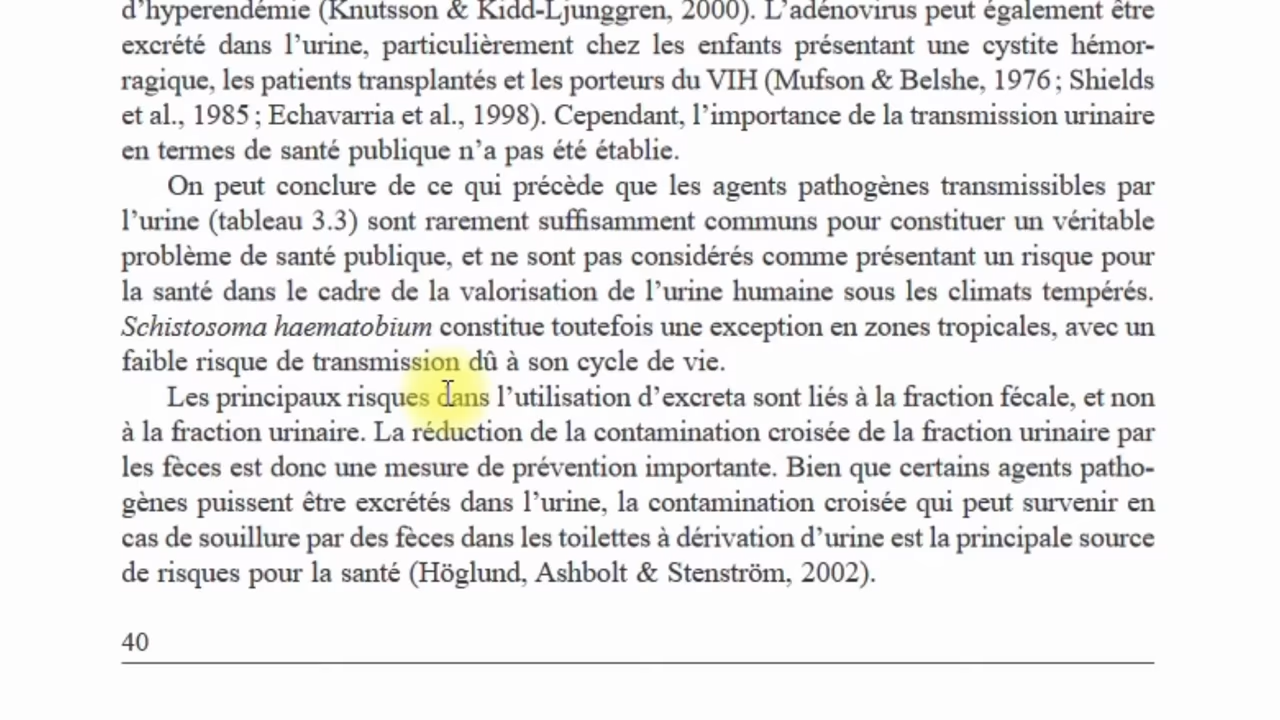 d’hyperendémie (Knutsson & Kidd-Ljunggren, 2000). L’adénovirus peut également être
excrété dans l’urine, particulièrement chez les enfants présentant une cystite hémor-
ragique, les patients transplantés et les porteurs du VIH (Mufson & Belshe, 1976 ; Shields
et al., 1985 ; Echavarria et al., 1998). Cependant, l’importance de la transmission urinaire
en termes de santé publique n’a pas été établie.
On peut conclure de ce qui précède que les agents pathogènes transmissibles par
l’urine (tableau 3.3) sont rarement suffisamment communs pour constituer un véritable
problème de santé publique, et ne sont pas considérés comme présentant un risque pour
la santé dans le cadre de la valorisation de l’urine humaine sous les climats tempérés.
Schistosoma haematobium constitue toutefois une exception en zones tropicales, avec un
faible risque de transmission dû à son cycle de vie.
Les principaux risques dans l’utilisation d’excreta sont liés à la fraction fécale, et non
à la fraction urinaire. La réduction de la contamination croisée de la fraction urinaire par
les fèces est donc une mesure de prévention importante. Bien que certains agents patho-
gènes puissent être excrétés dans l’urine, la contamination croisée qui peut survenir en
cas de souillure par des fèces dans les toilettes à dérivation d’urine est la principale source
de risques pour la santé (Höglund, Ashbolt & Stenström, 2002).
40